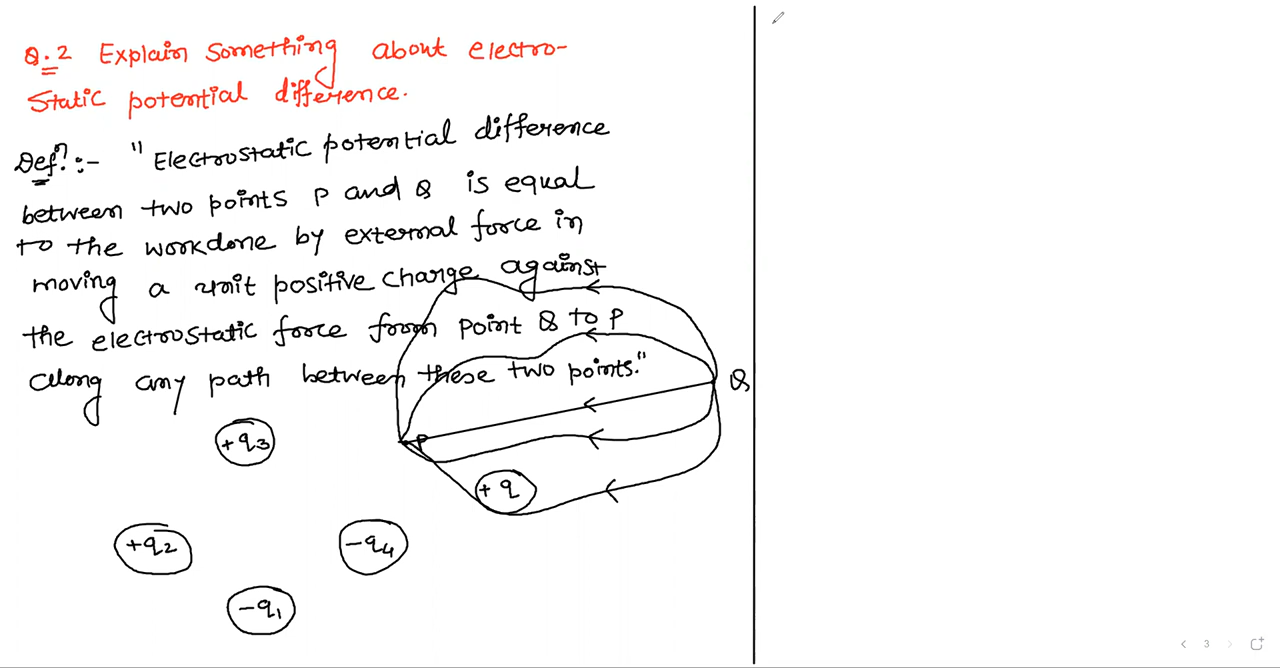 Q.2 Explain something about electro-
static potential difference.
Defn:- "Electrostatic potential difference
between two points P and Q is equal
to the workdone by external force in
moving a unit positive charge against
the electrostatic force from point Q to P
along any path between these two points."
Q
P
+q3
+q
+q2
-q4
-q1
3